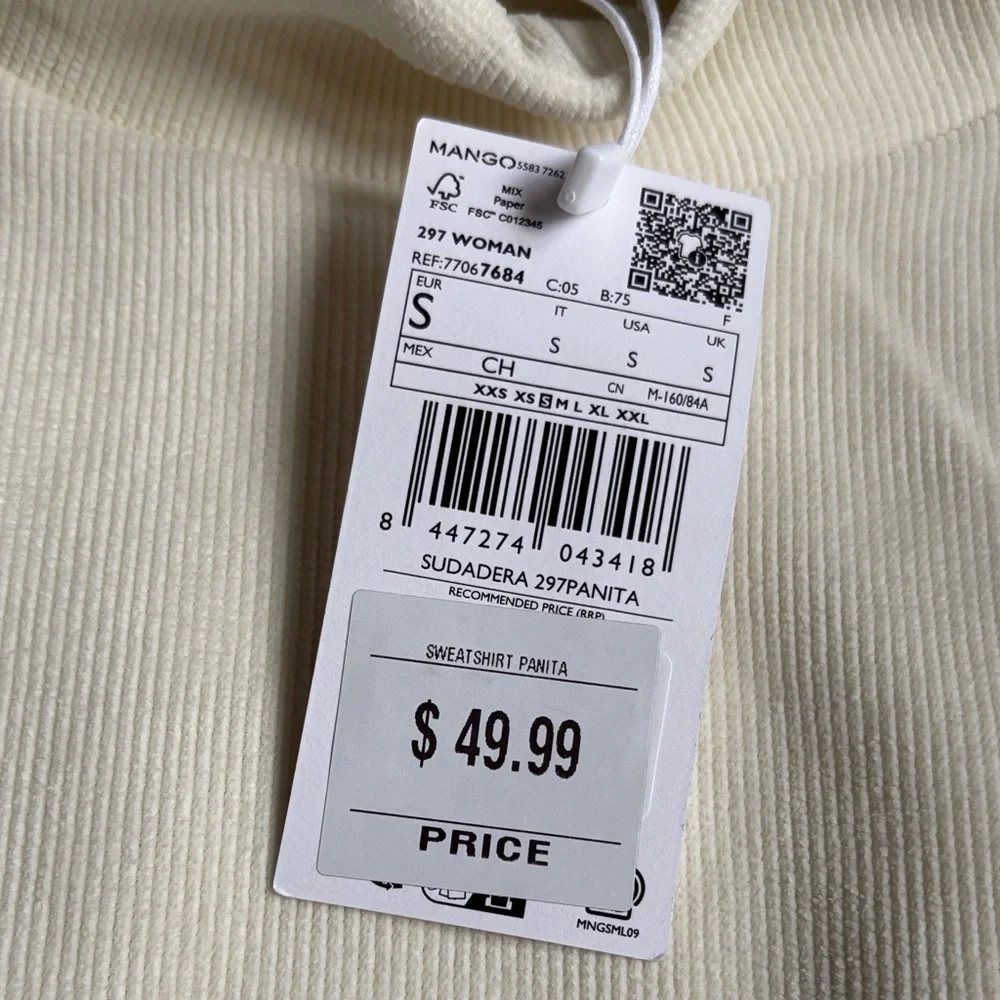 MANGO 5583 7262
FSC
MIX
Paper
FSC™ C012345
297 WOMAN
REF:77067684 C:05 B:75 F
EUR IT USA UK
S S S S
MEX CH CN M-160/84A
XXS XS S M L XL XXL
8 447274 043418
SUDADERA 297PANITA
RECOMMENDED PRICE (RRP)
SWEATSHIRT PANITA
$ 49.99
PRICE
MNGSML09